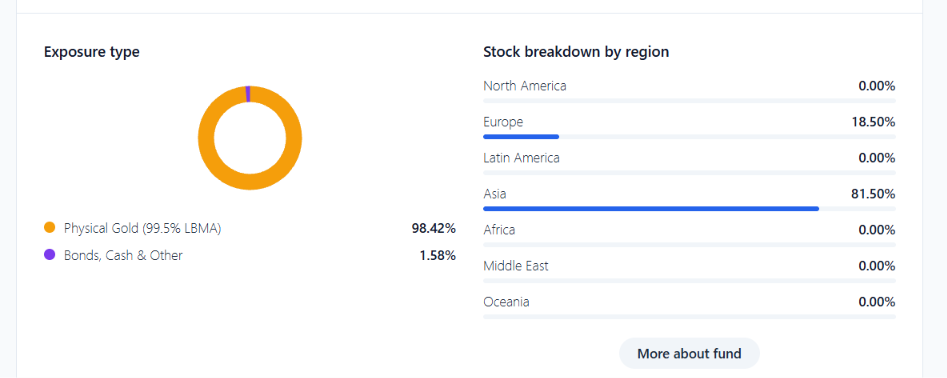 Exposure type
Physical Gold (99.5% LBMA) 98.42%
Bonds, Cash & Other 1.58%
Stock breakdown by region
North America 0.00%
Europe 18.50%
Latin America 0.00%
Asia 81.50%
Africa 0.00%
Middle East 0.00%
Oceania 0.00%
More about fund